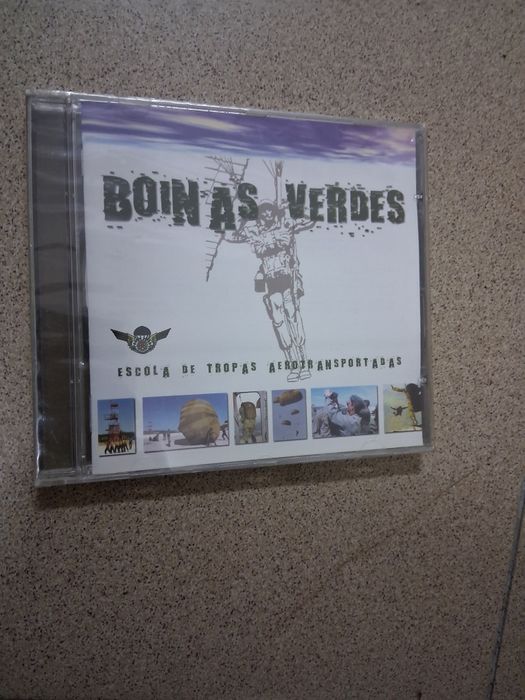 BOINAS VERDES
ESCOLA DE TROPAS AEROTRANSPORTADAS